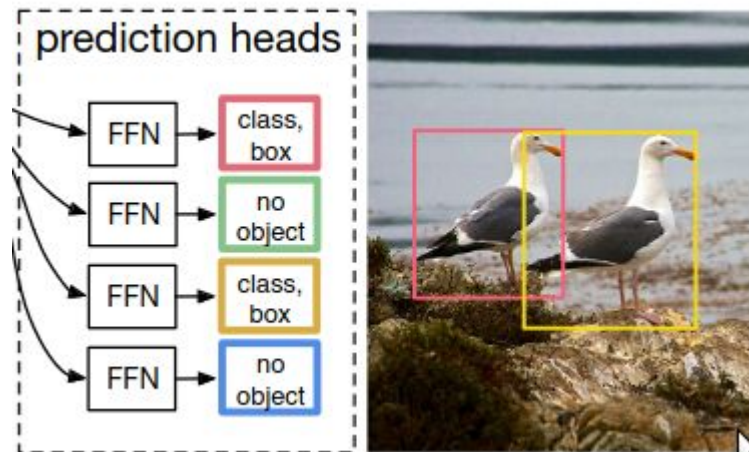 prediction heads
FFN
class,
box
FFN
no
object
FFN
class,
box
FFN
no
object